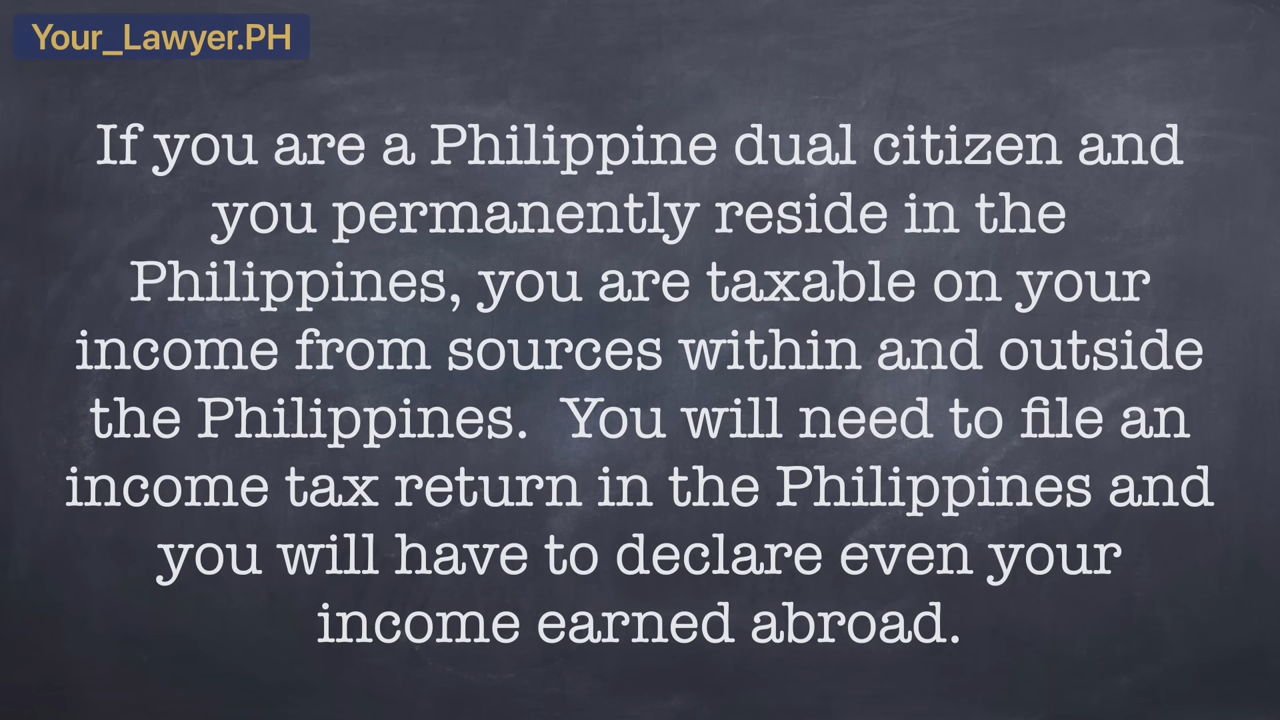 Your_Lawyer.PH
If you are a Philippine dual citizen and
you permanently reside in the
Philippines, you are taxable on your
income from sources within and outside
the Philippines.  You will need to file an
income tax return in the Philippines and
you will have to declare even your
income earned abroad.